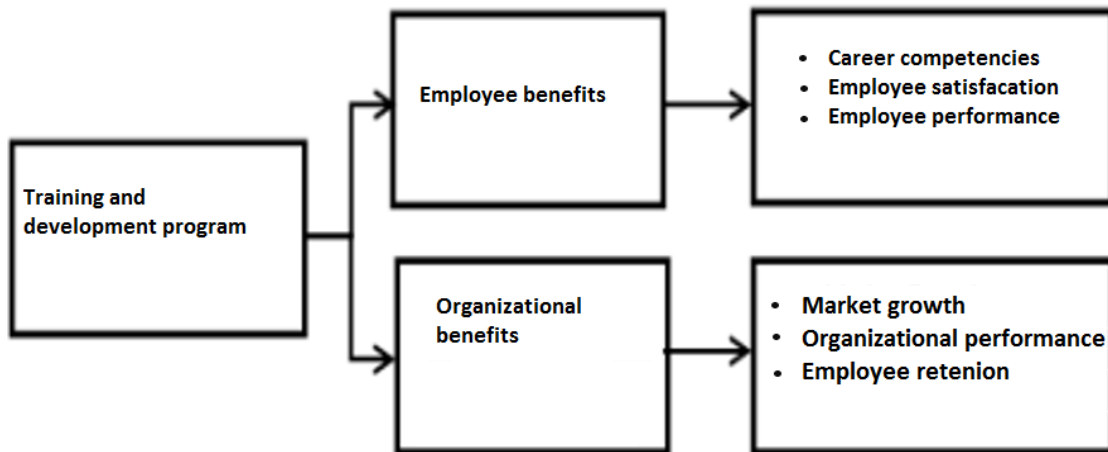 Training and
development program
Employee benefits
• Career competencies
• Employee satisfacation
• Employee performance
Organizational
benefits
• Market growth
• Organizational performance
• Employee retenion